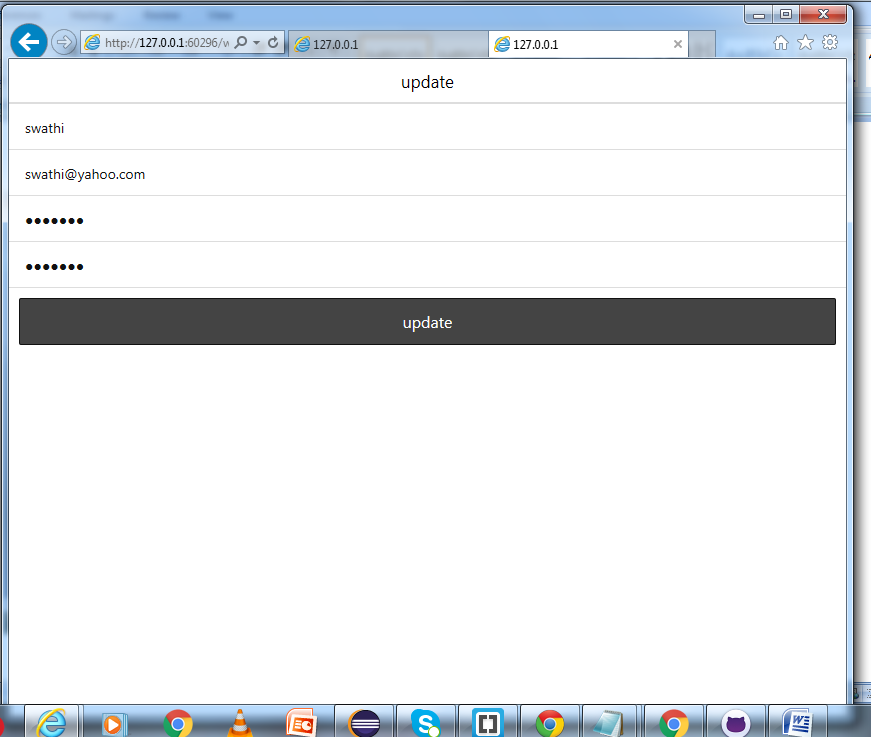 http://127.0.0.1:60296/w
127.0.0.1
127.0.0.1
update
swathi
swathi@yahoo.com
•••••••
•••••••
update